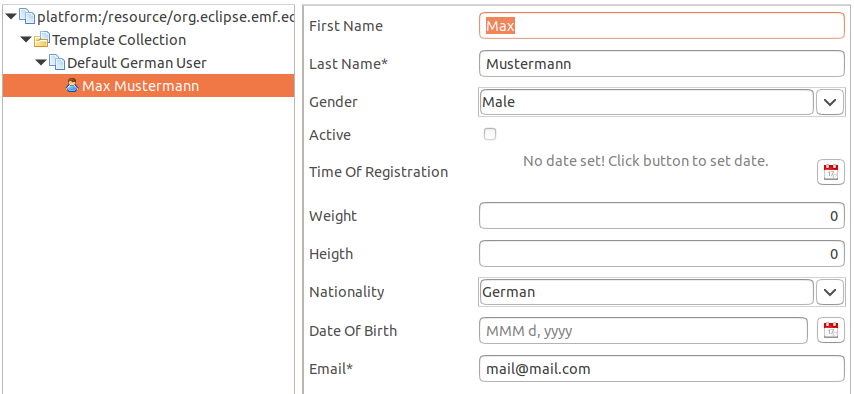 platform:/resource/org.eclipse.emf.ec
Template Collection
Default German User
Max Mustermann
First Name Max
Last Name* Mustermann
Gender Male
Active
No date set! Click button to set date.
Time Of Registration
Weight 0
Heigth 0
Nationality German
Date Of Birth MMM d, yyyy
Email* mail@mail.com